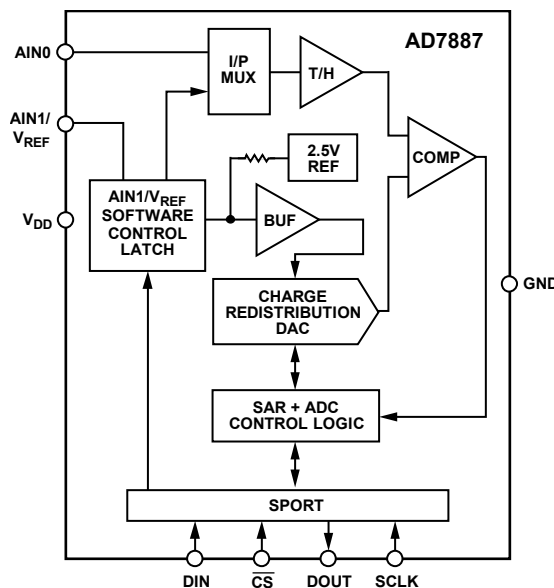 AD7887
AIN0
I/P
MUX
T/H
AIN1/
VREF
2.5V
REF
COMP
AIN1/VREF
SOFTWARE
CONTROL
LATCH
VDD
BUF
GND
CHARGE
REDISTRIBUTION
DAC
SAR + ADC
CONTROL LOGIC
SPORT
DIN
CS
DOUT
SCLK